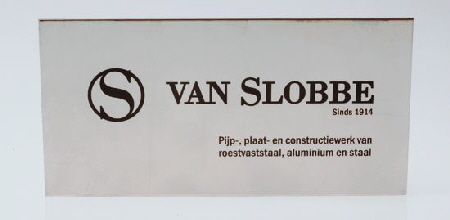 S VAN SLOBBE
Sinds 1914
Pijp-, plaat- en constructiewerk van
roestvaststaal, aluminium en staal